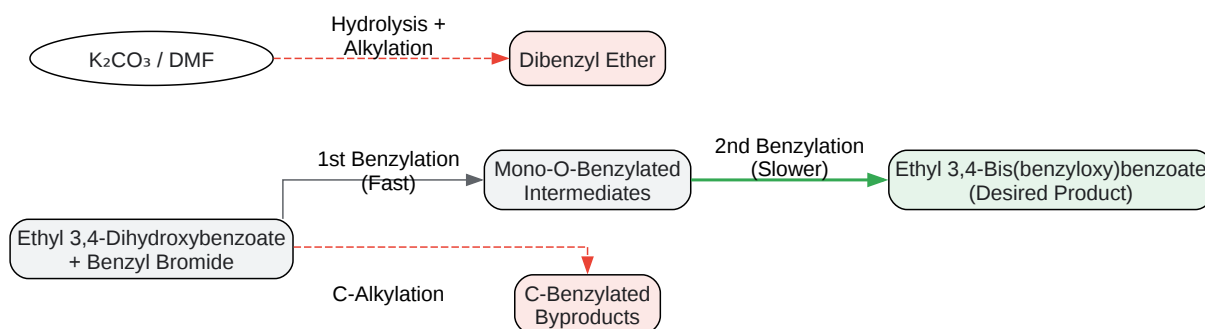 Hydrolysis +
Alkylation
K₂CO₃ / DMF
Dibenzyl Ether
1st Benzylation
(Fast)
Mono-O-Benzylated
Intermediates
2nd Benzylation
(Slower)
Ethyl 3,4-Bis(benzyloxy)benzoate
(Desired Product)
Ethyl 3,4-Dihydroxybenzoate
+ Benzyl Bromide
C-Alkylation
C-Benzylated
Byproducts